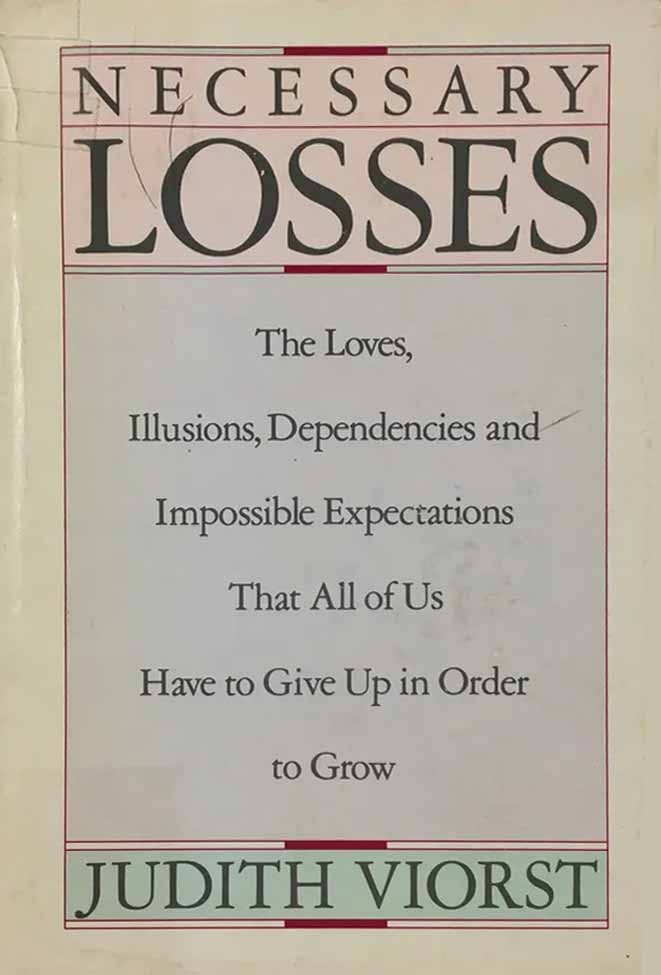 NECESSARY
LOSSES
The Loves,
Illusions, Dependencies and
Impossible Expectations
That All of Us
Have to Give Up in Order
to Grow
JUDITH VIORST